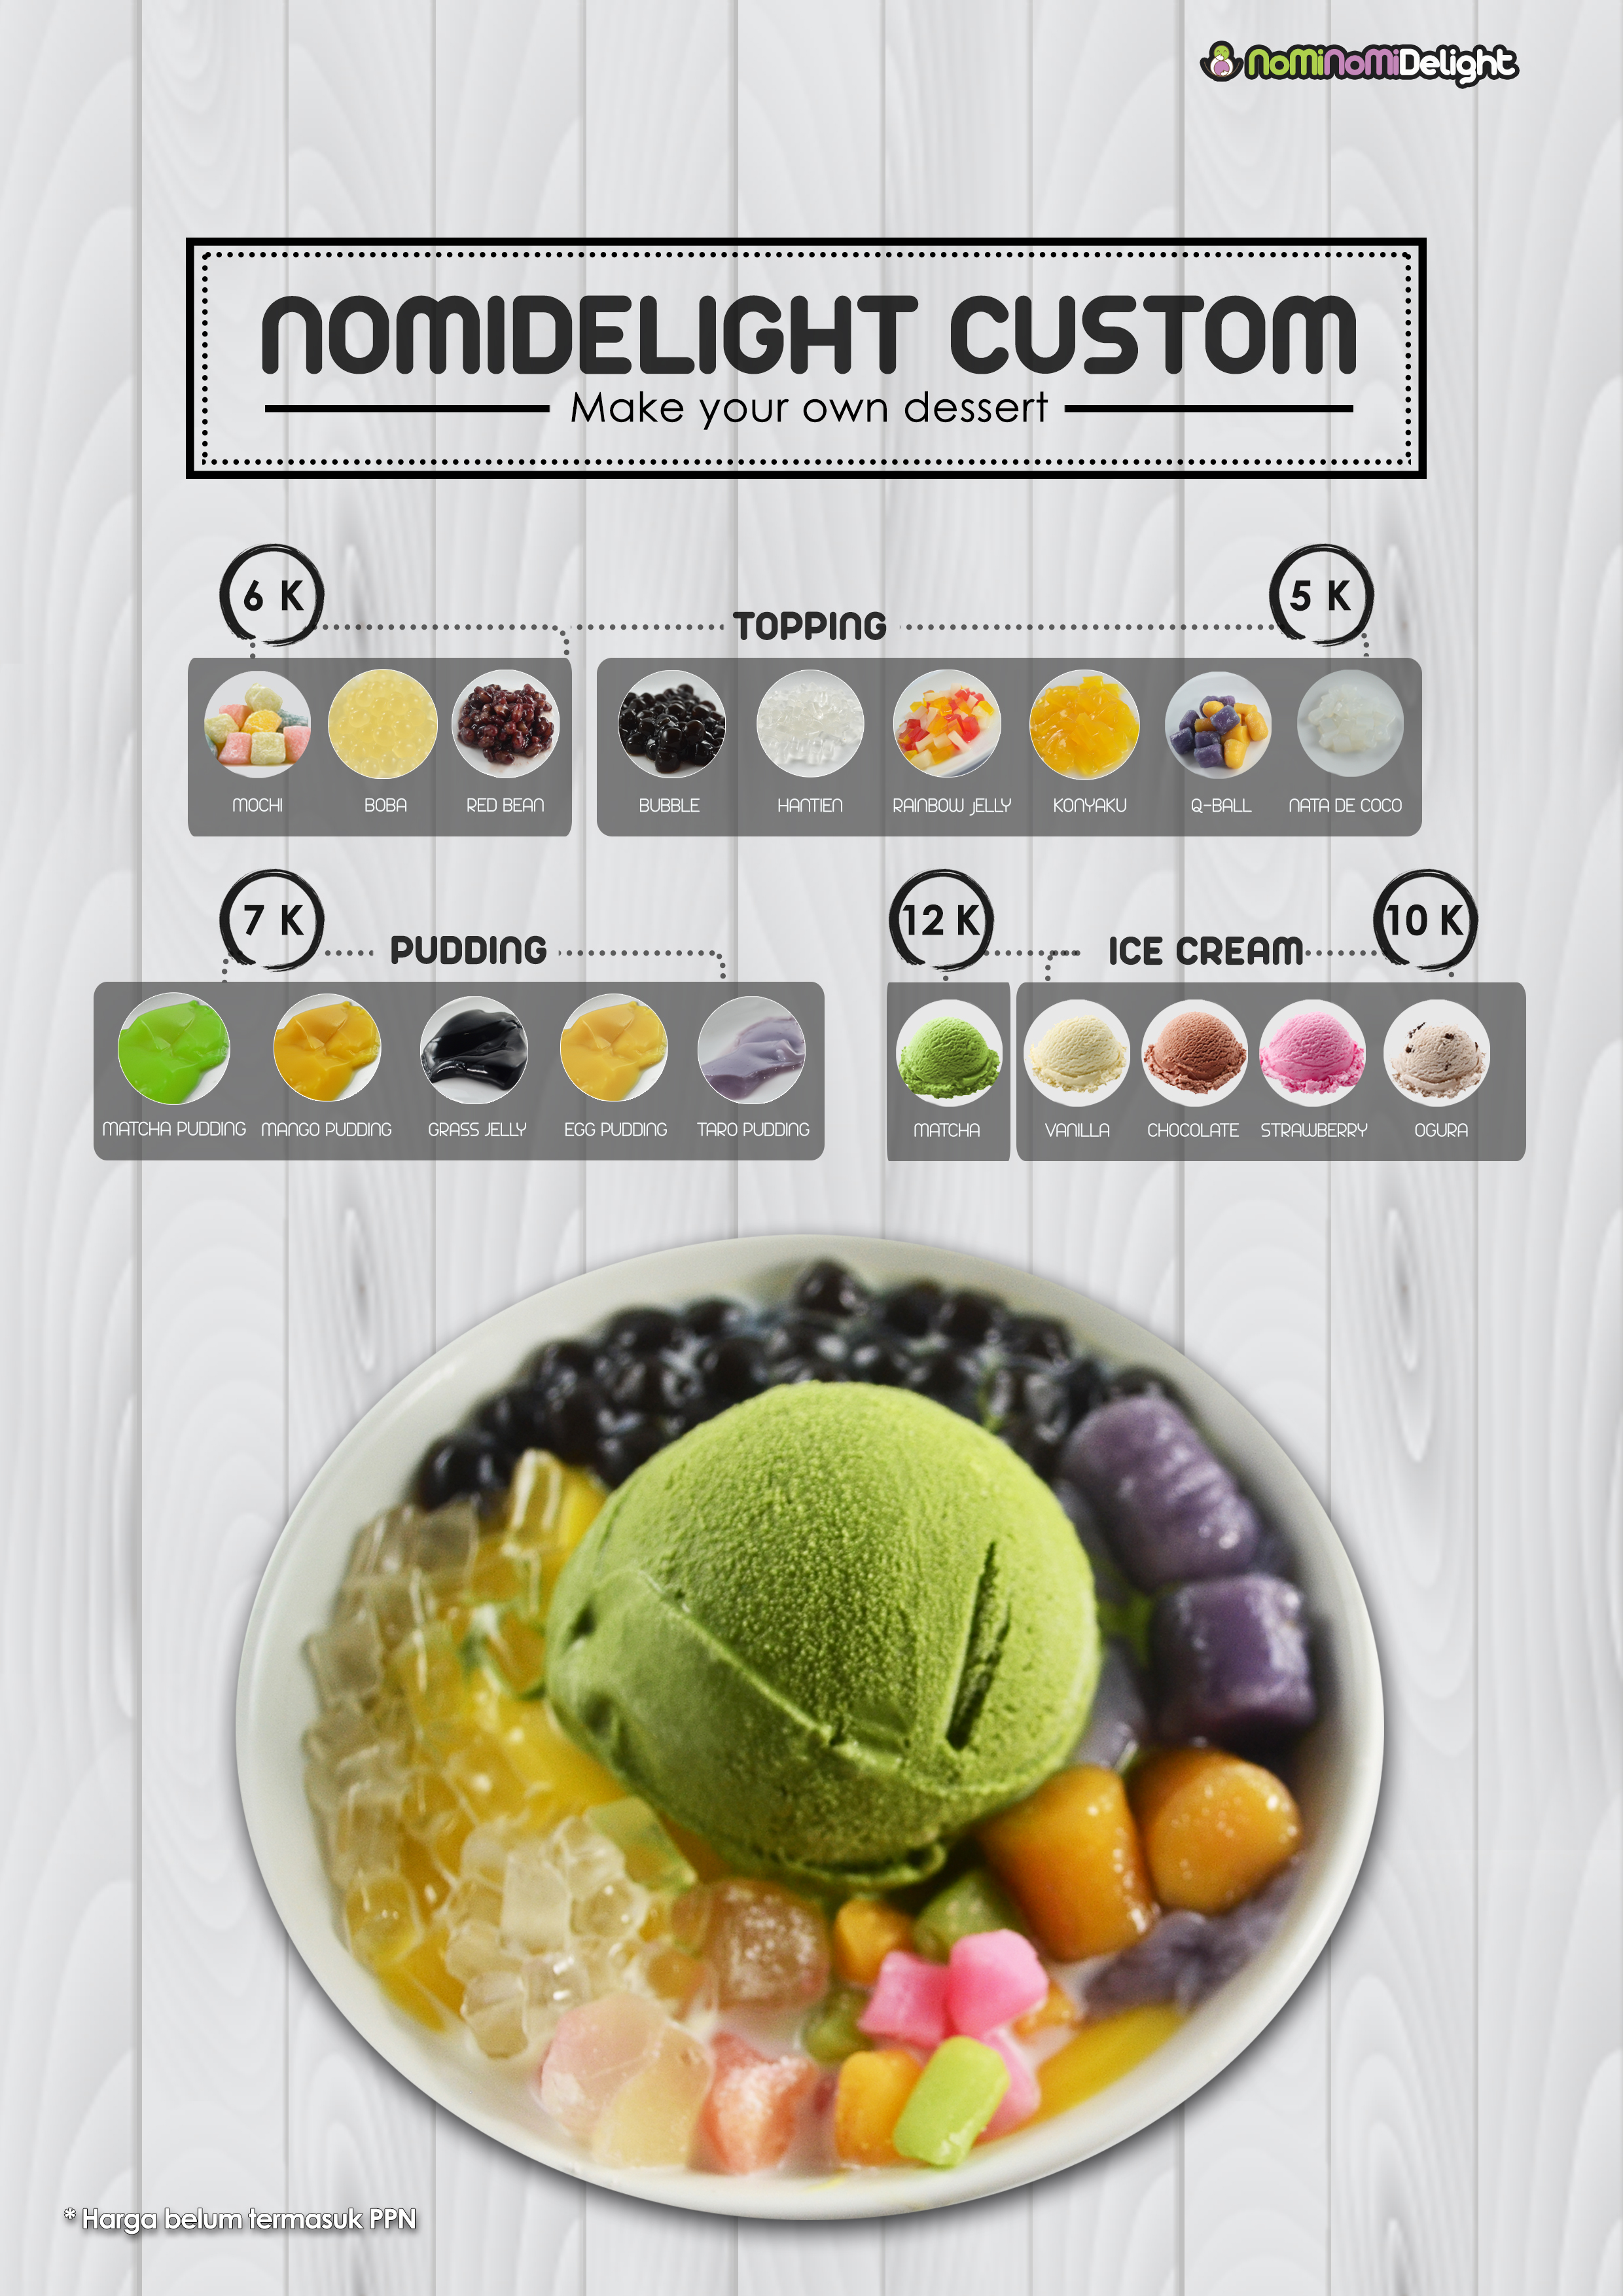 NomiNomiDelight
NOMIDELIGHT CUSTOM
Make your own dessert
6 K
5 K
TOPPING
MOCHI BOBA RED BEAN BUBBLE HANTIEN RAINBOW JELLY KONYAKU Q-BALL NATA DE COCO
7 K
12 K
10 K
PUDDING
ICE CREAM
MATCHA PUDDING MANGO PUDDING GRASS JELLY EGG PUDDING TARO PUDDING
MATCHA VANILLA CHOCOLATE STRAWBERRY OGURA
* Harga belum termasuk PPN